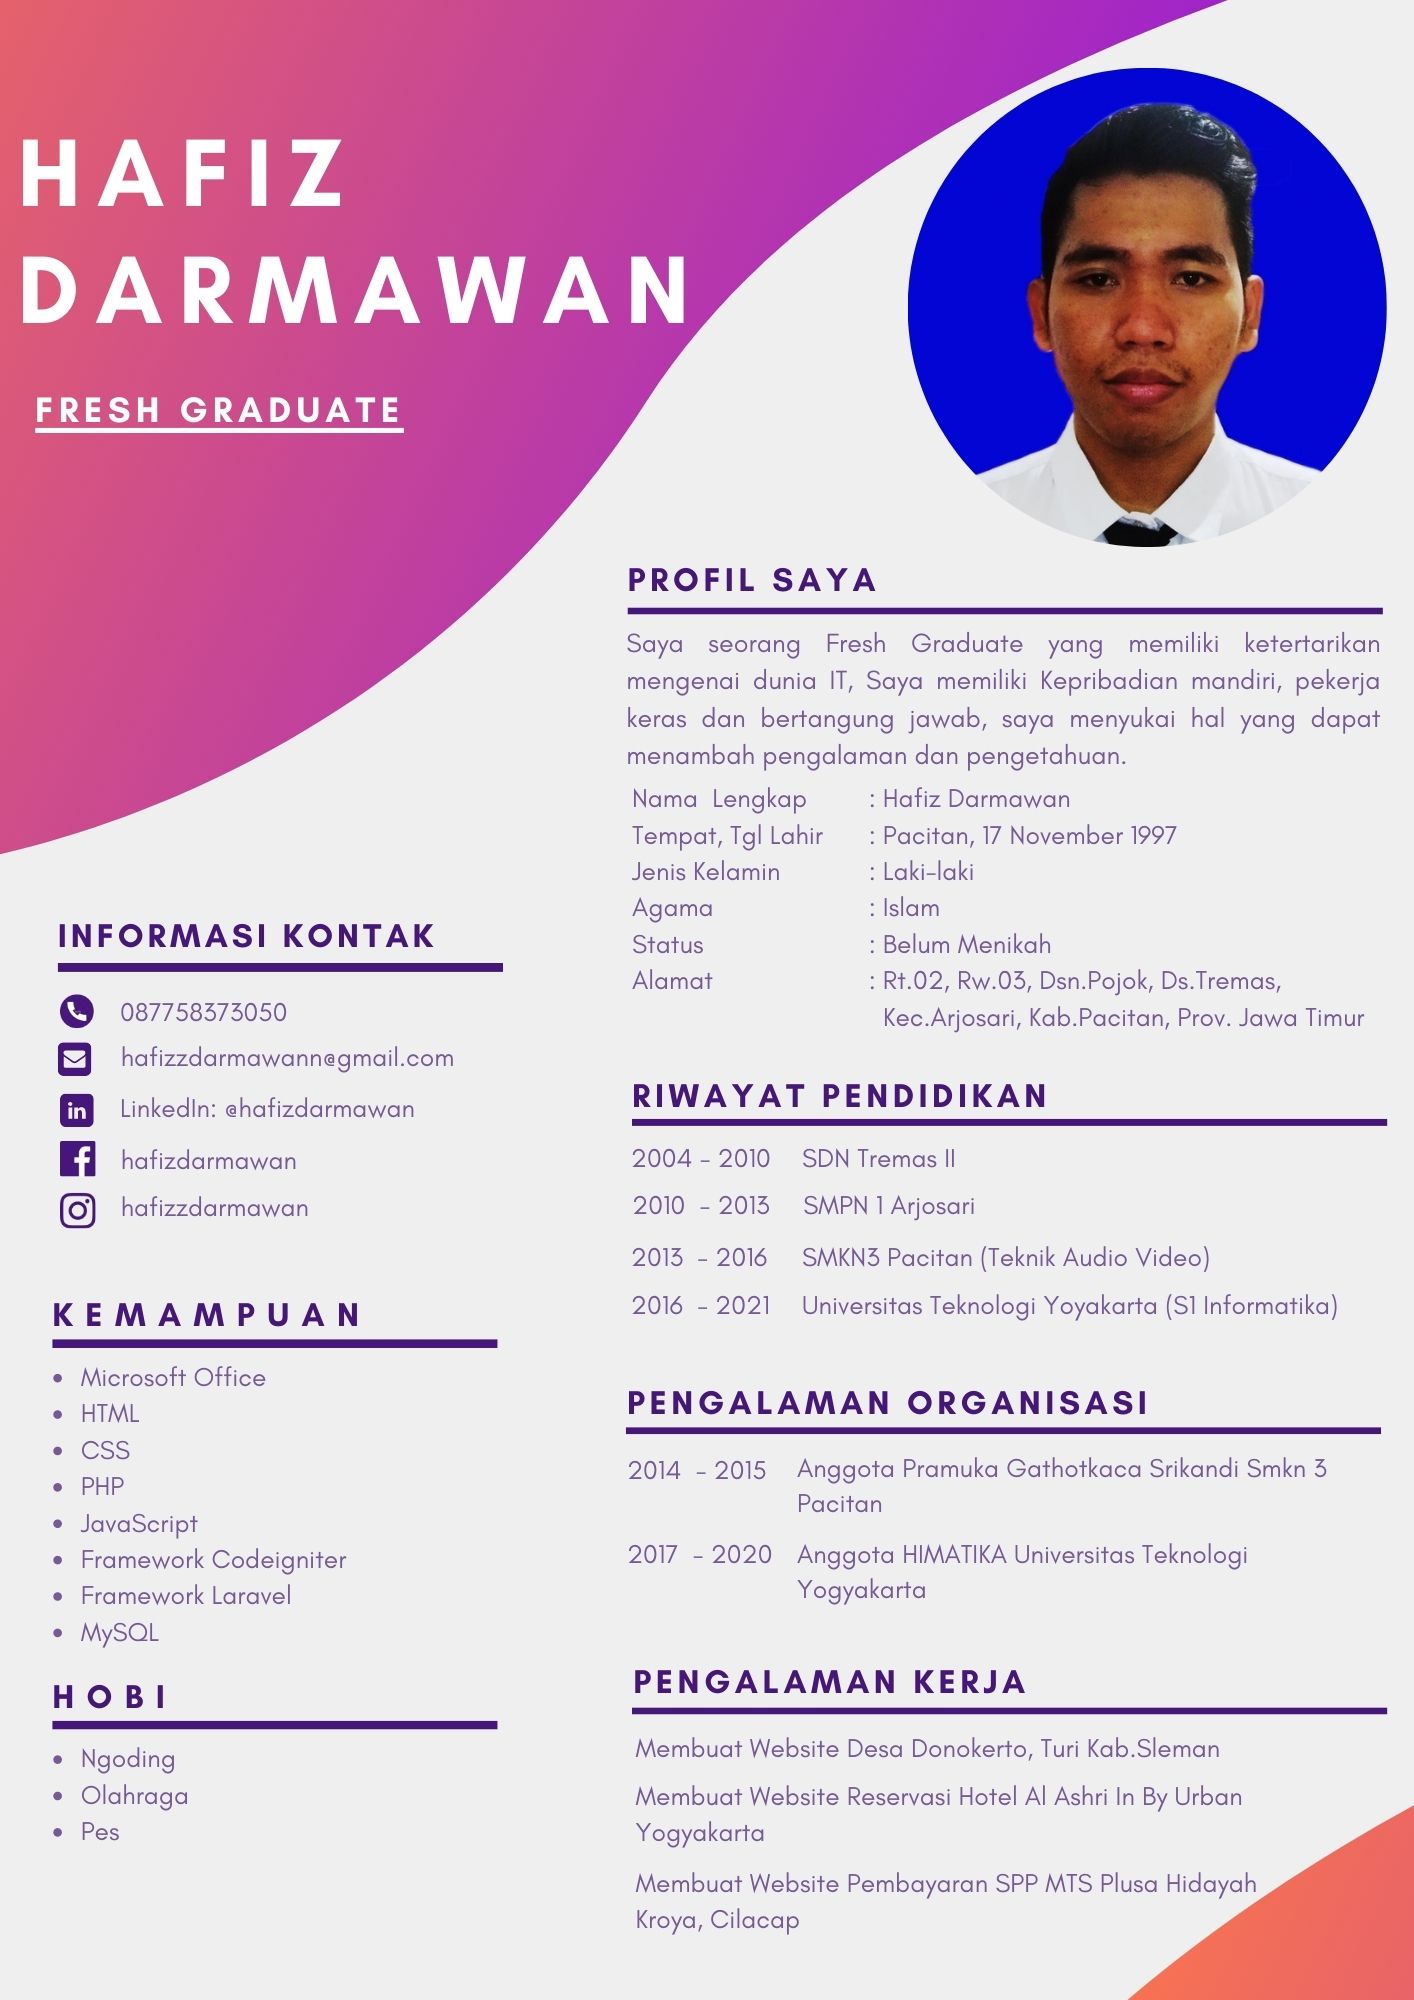 HAFIZ
DARMAWAN
FRESH GRADUATE
PROFIL SAYA
Saya seorang Fresh Graduate yang memiliki ketertarikan
mengenai dunia IT, Saya memiliki Kepribadian mandiri, pekerja
keras dan bertangung jawab, saya menyukai hal yang dapat
menambah pengalaman dan pengetahuan.
Nama Lengkap : Hafiz Darmawan
Tempat, Tgl Lahir : Pacitan, 17 November 1997
Jenis Kelamin : Laki-laki
Agama : Islam
Status : Belum Menikah
Alamat : Rt.02, Rw.03, Dsn.Pojok, Ds.Tremas,
Kec.Arjosari, Kab.Pacitan, Prov. Jawa Timur
INFORMASI KONTAK
087758373050
hafizzdarmawann@gmail.com
in LinkedIn: @hafizdarmawan
hafizdarmawan
hafizzdarmawan
KEMAMPUAN
• Microsoft Office
• HTML
• CSS
• PHP
• JavaScript
• Framework Codeigniter
• Framework Laravel
• MySQL
HOBI
• Ngoding
• Olahraga
• Pes
RIWAYAT PENDIDIKAN
2004 - 2010 SDN Tremas II
2010 - 2013 SMPN 1 Arjosari
2013 - 2016 SMKN3 Pacitan (Teknik Audio Video)
2016 - 2021 Universitas Teknologi Yoyakarta (S1 Informatika)
PENGALAMAN ORGANISASI
2014 - 2015 Anggota Pramuka Gathotkaca Srikandi Smkn 3
Pacitan
2017 - 2020 Anggota HIMATIKA Universitas Teknologi
Yogyakarta
PENGALAMAN KERJA
Membuat Website Desa Donokerto, Turi Kab.Sleman
Membuat Website Reservasi Hotel Al Ashri In By Urban
Yogyakarta
Membuat Website Pembayaran SPP MTS Plusa Hidayah
Kroya, Cilacap